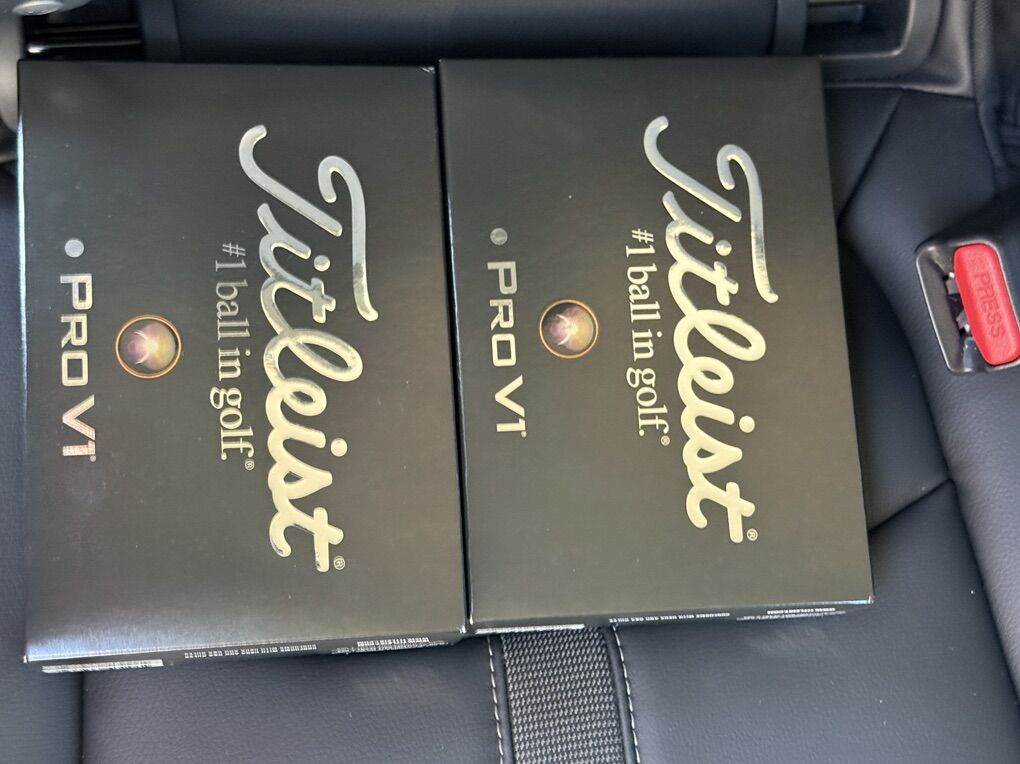 Titleist®
#1 ball in golf.®
PRO V1®
Titleist®
#1 ball in golf.®
PRO V1®
PRESS